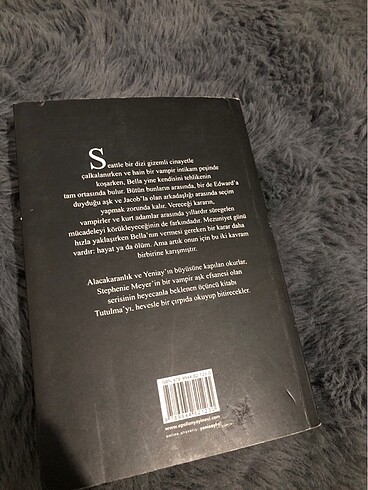 Seattle bir dizi gizemli cinayetle
çalkalanırken ve hain bir vampir intikam peşinde
koşarken, Bella yine kendisini tehlikenin
tam ortasında bulur. Bütün bunların arasında, bir de Edward'a
duyduğu aşk ve Jacob'la olan arkadaşlığı arasında seçim
yapmak zorunda kalır. Vereceği kararın,
vampirler ve kurt adamlar arasında yıllardır süregelen
mücadeleyi körükleyeceğinin de farkındadır. Mezuniyet günü
hızla yaklaşırken Bella'nın vermesi gereken bir karar daha
vardır: hayat ya da ölüm. Ama artık onun için bu iki kavram
birbirine karışmıştır.
Alacakaranlık ve Yeniay'ın büyüsüne kapılan okurlar,
Stephenie Meyer'in bir vampir aşk efsanesi olan
serisinin heyecanla beklenen üçüncü kitabı
Tutulma'yı, hevesle bir çırpıda okuyup bitirecekler.
www.epsilonyayinevi.com